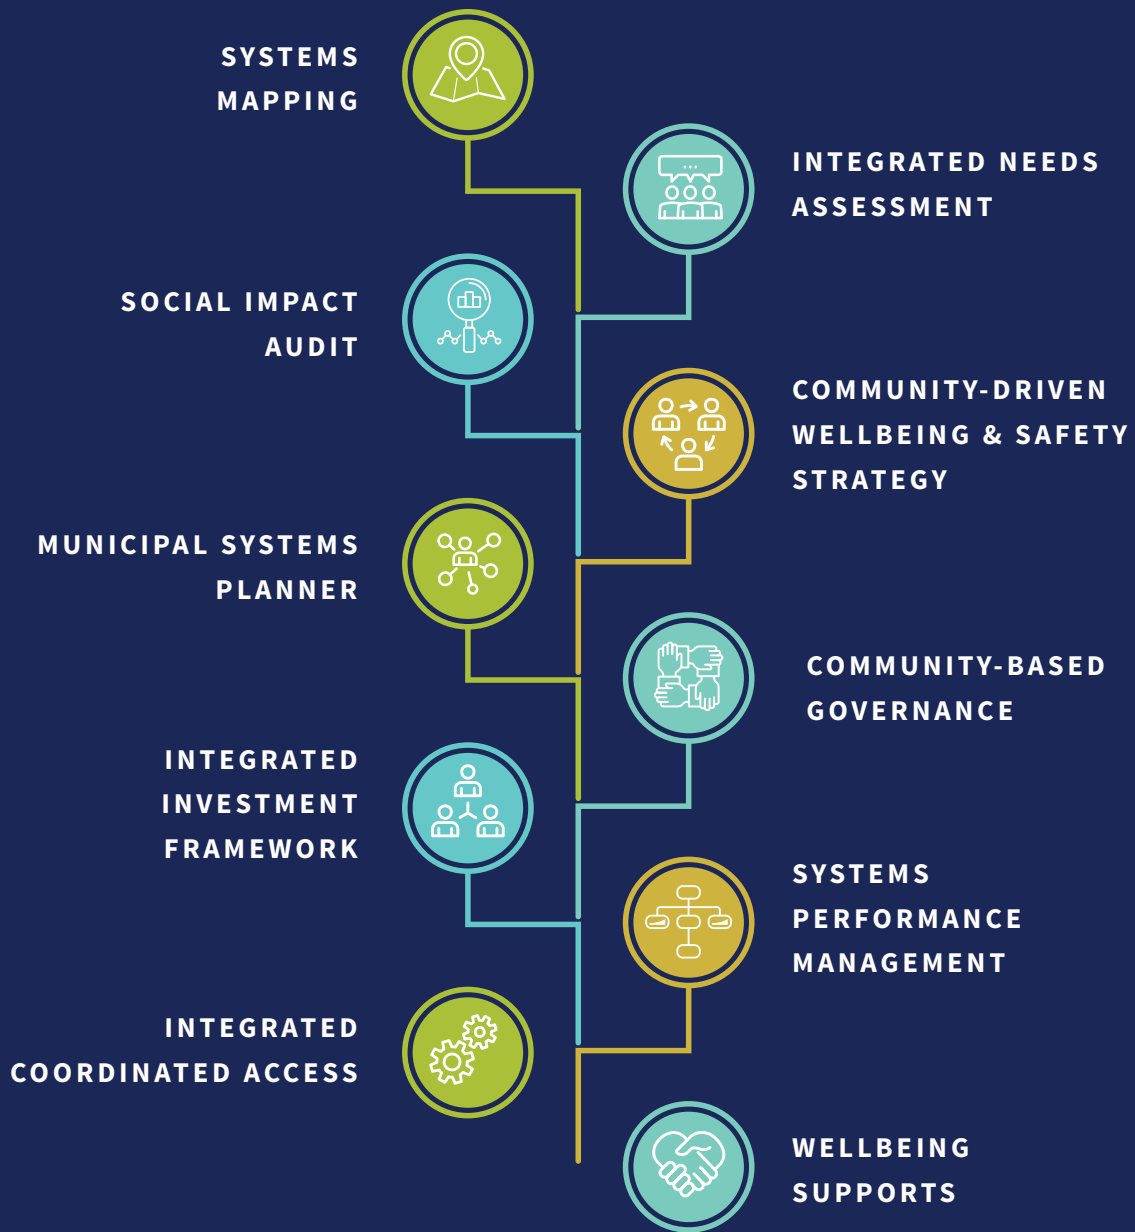 SYSTEMS
MAPPING
INTEGRATED NEEDS
ASSESSMENT
SOCIAL IMPACT
AUDIT
COMMUNITY-DRIVEN
WELLBEING & SAFETY
STRATEGY
MUNICIPAL SYSTEMS
PLANNER
COMMUNITY-BASED
GOVERNANCE
INTEGRATED
INVESTMENT
FRAMEWORK
SYSTEMS
PERFORMANCE
MANAGEMENT
INTEGRATED
COORDINATED ACCESS
WELLBEING
SUPPORTS